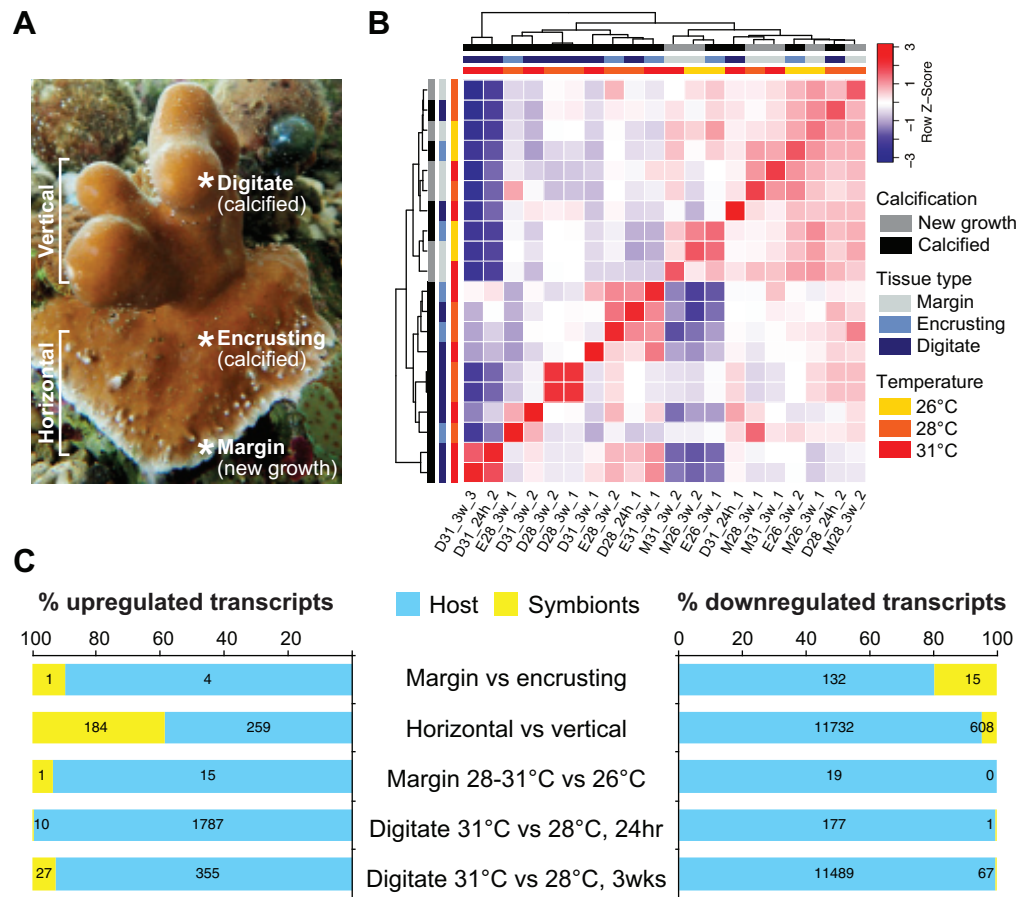 A
Vertical
Horizontal
* Digitate
(calcified)
* Encrusting
(calcified)
* Margin
(new growth)
B
3
1
-1
-3
Row Z-Score
Calcification
New growth
Calcified
Tissue type
Margin
Encrusting
Digitate
Temperature
26°C
28°C
31°C
D31_3w_3
D31_24h_2
E28_3w_1
D31_3w_2
D28_3w_2
D28_3w_1
D31_3w_1
E28_3w_2
D28_24h_1
E31_3w_1
M31_3w_2
M26_3w_2
E26_3w_1
D31_24h_1
M28_3w_1
M31_3w_1
E26_3w_2
M26_3w_1
D28_24h_2
M28_3w_2
C
% upregulated transcripts
Host
Symbionts
% downregulated transcripts
100 80 60 40 20
0 20 40 60 80 100
1 4 Margin vs encrusting 132 15
184 259 Horizontal vs vertical 11732 608
1 15 Margin 28-31°C vs 26°C 19 0
10 1787 Digitate 31°C vs 28°C, 24hr 177 1
27 355 Digitate 31°C vs 28°C, 3wks 11489 67